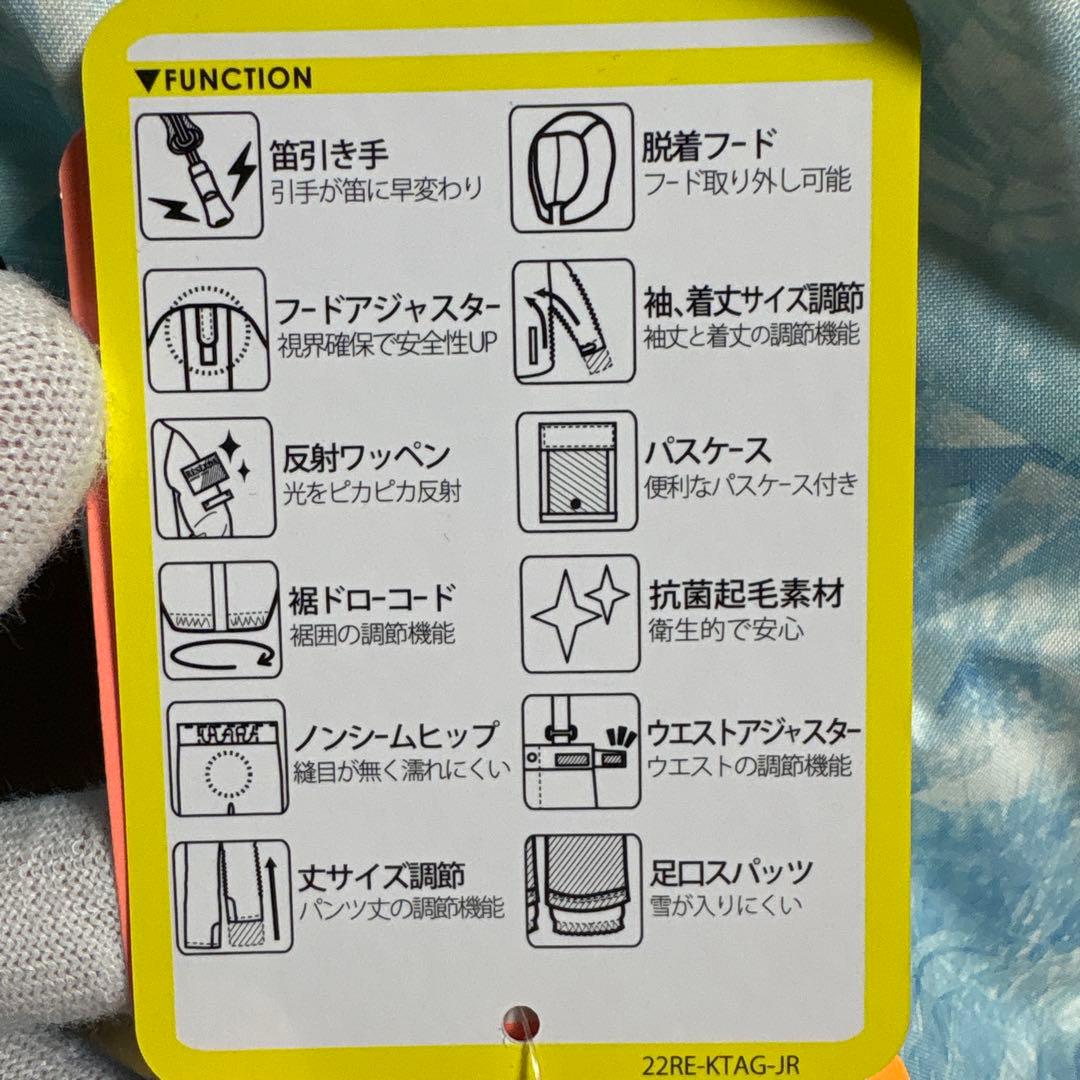 ▼FUNCTION
笛引き手
引手が笛に早変わり
脱着フード
フード取り外し可能
フードアジャスター
視界確保で安全性UP
袖、着丈サイズ調節
袖丈と着丈の調節機能
反射ワッペン
光をピカピカ反射
パスケース
便利なパスケース付き
裾ドローコード
裾囲の調節機能
抗菌起毛素材
衛生的で安心
ノンシームヒップ
縫目が無く濡れにくい
ウエストアジャスター
ウエストの調節機能
丈サイズ調節
パンツ丈の調節機能
足口スパッツ
雪が入りにくい
22RE-KTAG-JR